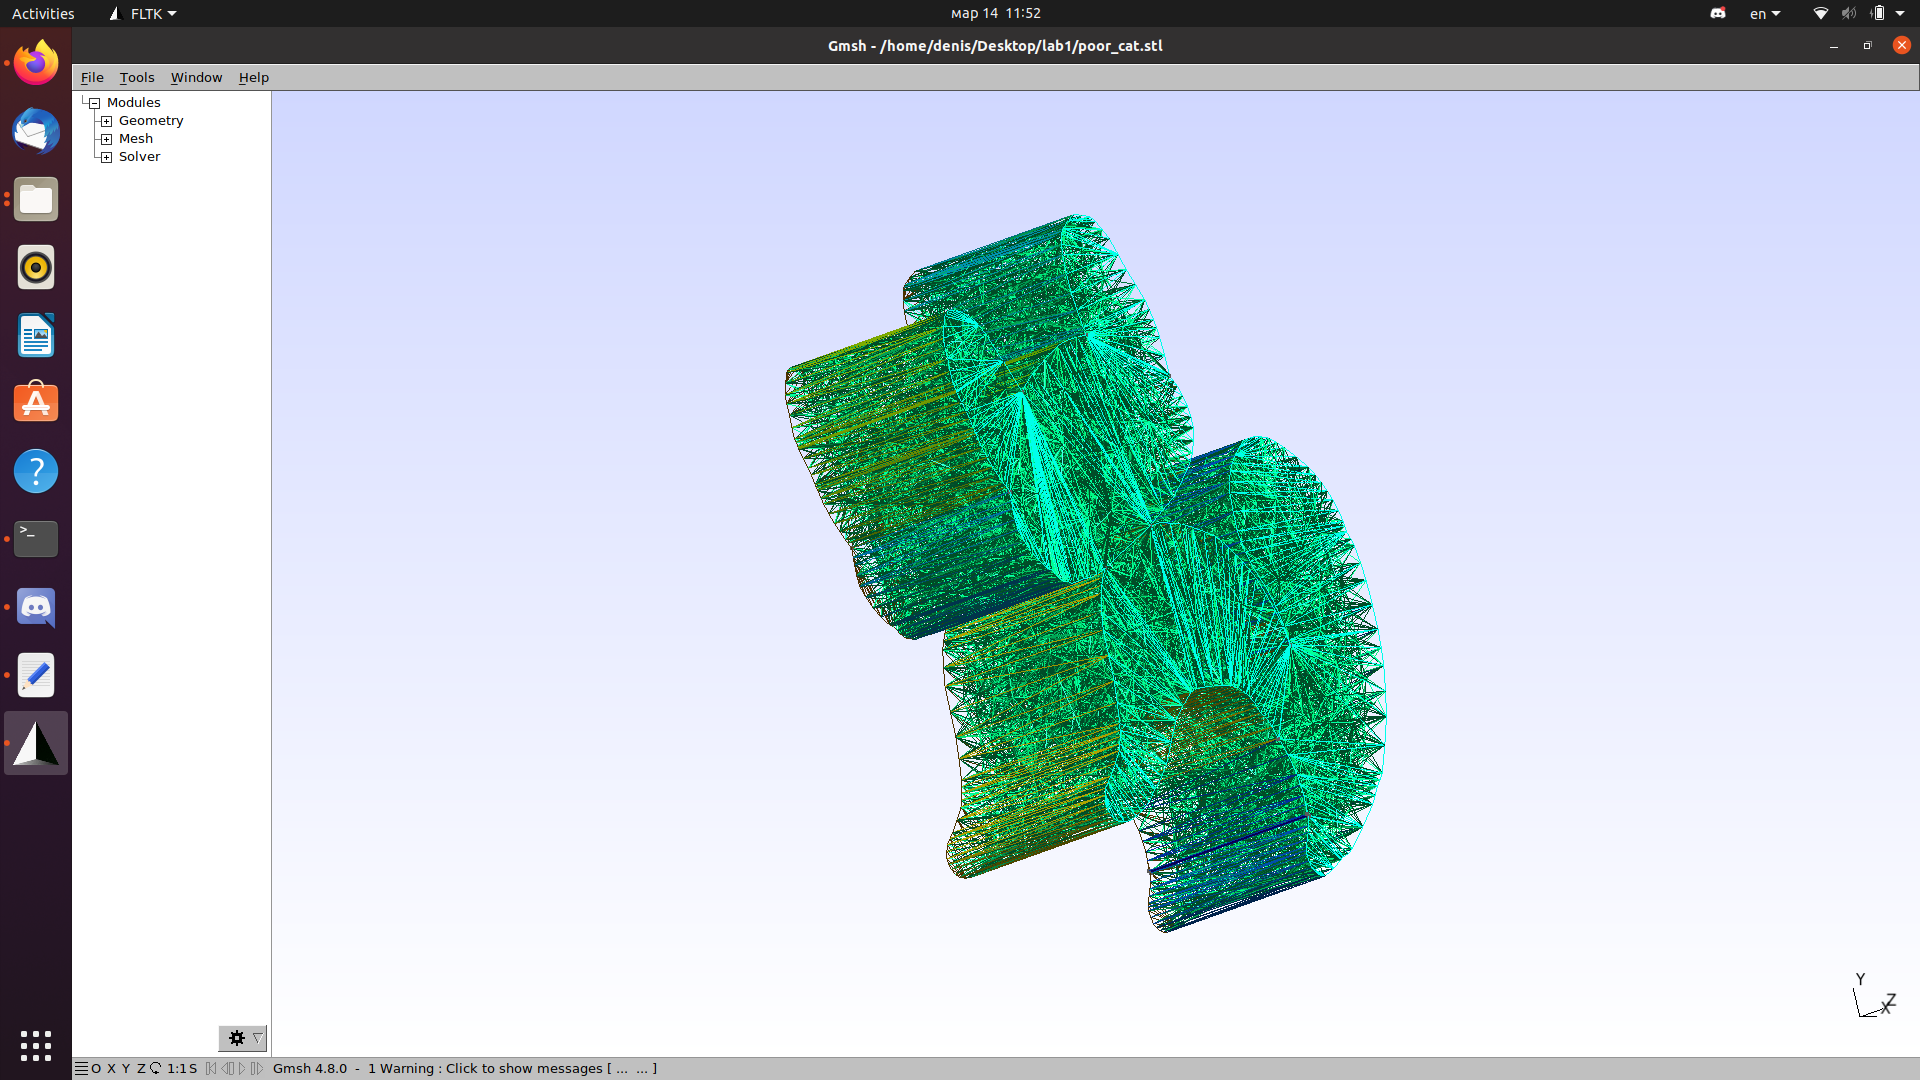 Activities
FLTK
мар 14 11:52
en
Gmsh - /home/denis/Desktop/lab1/poor_cat.stl
File Tools Window Help
Modules
Geometry
Mesh
Solver
Y
Z
X
O X Y Z 1:1 S
Gmsh 4.8.0 - 1 Warning : Click to show messages [ ... ... ]